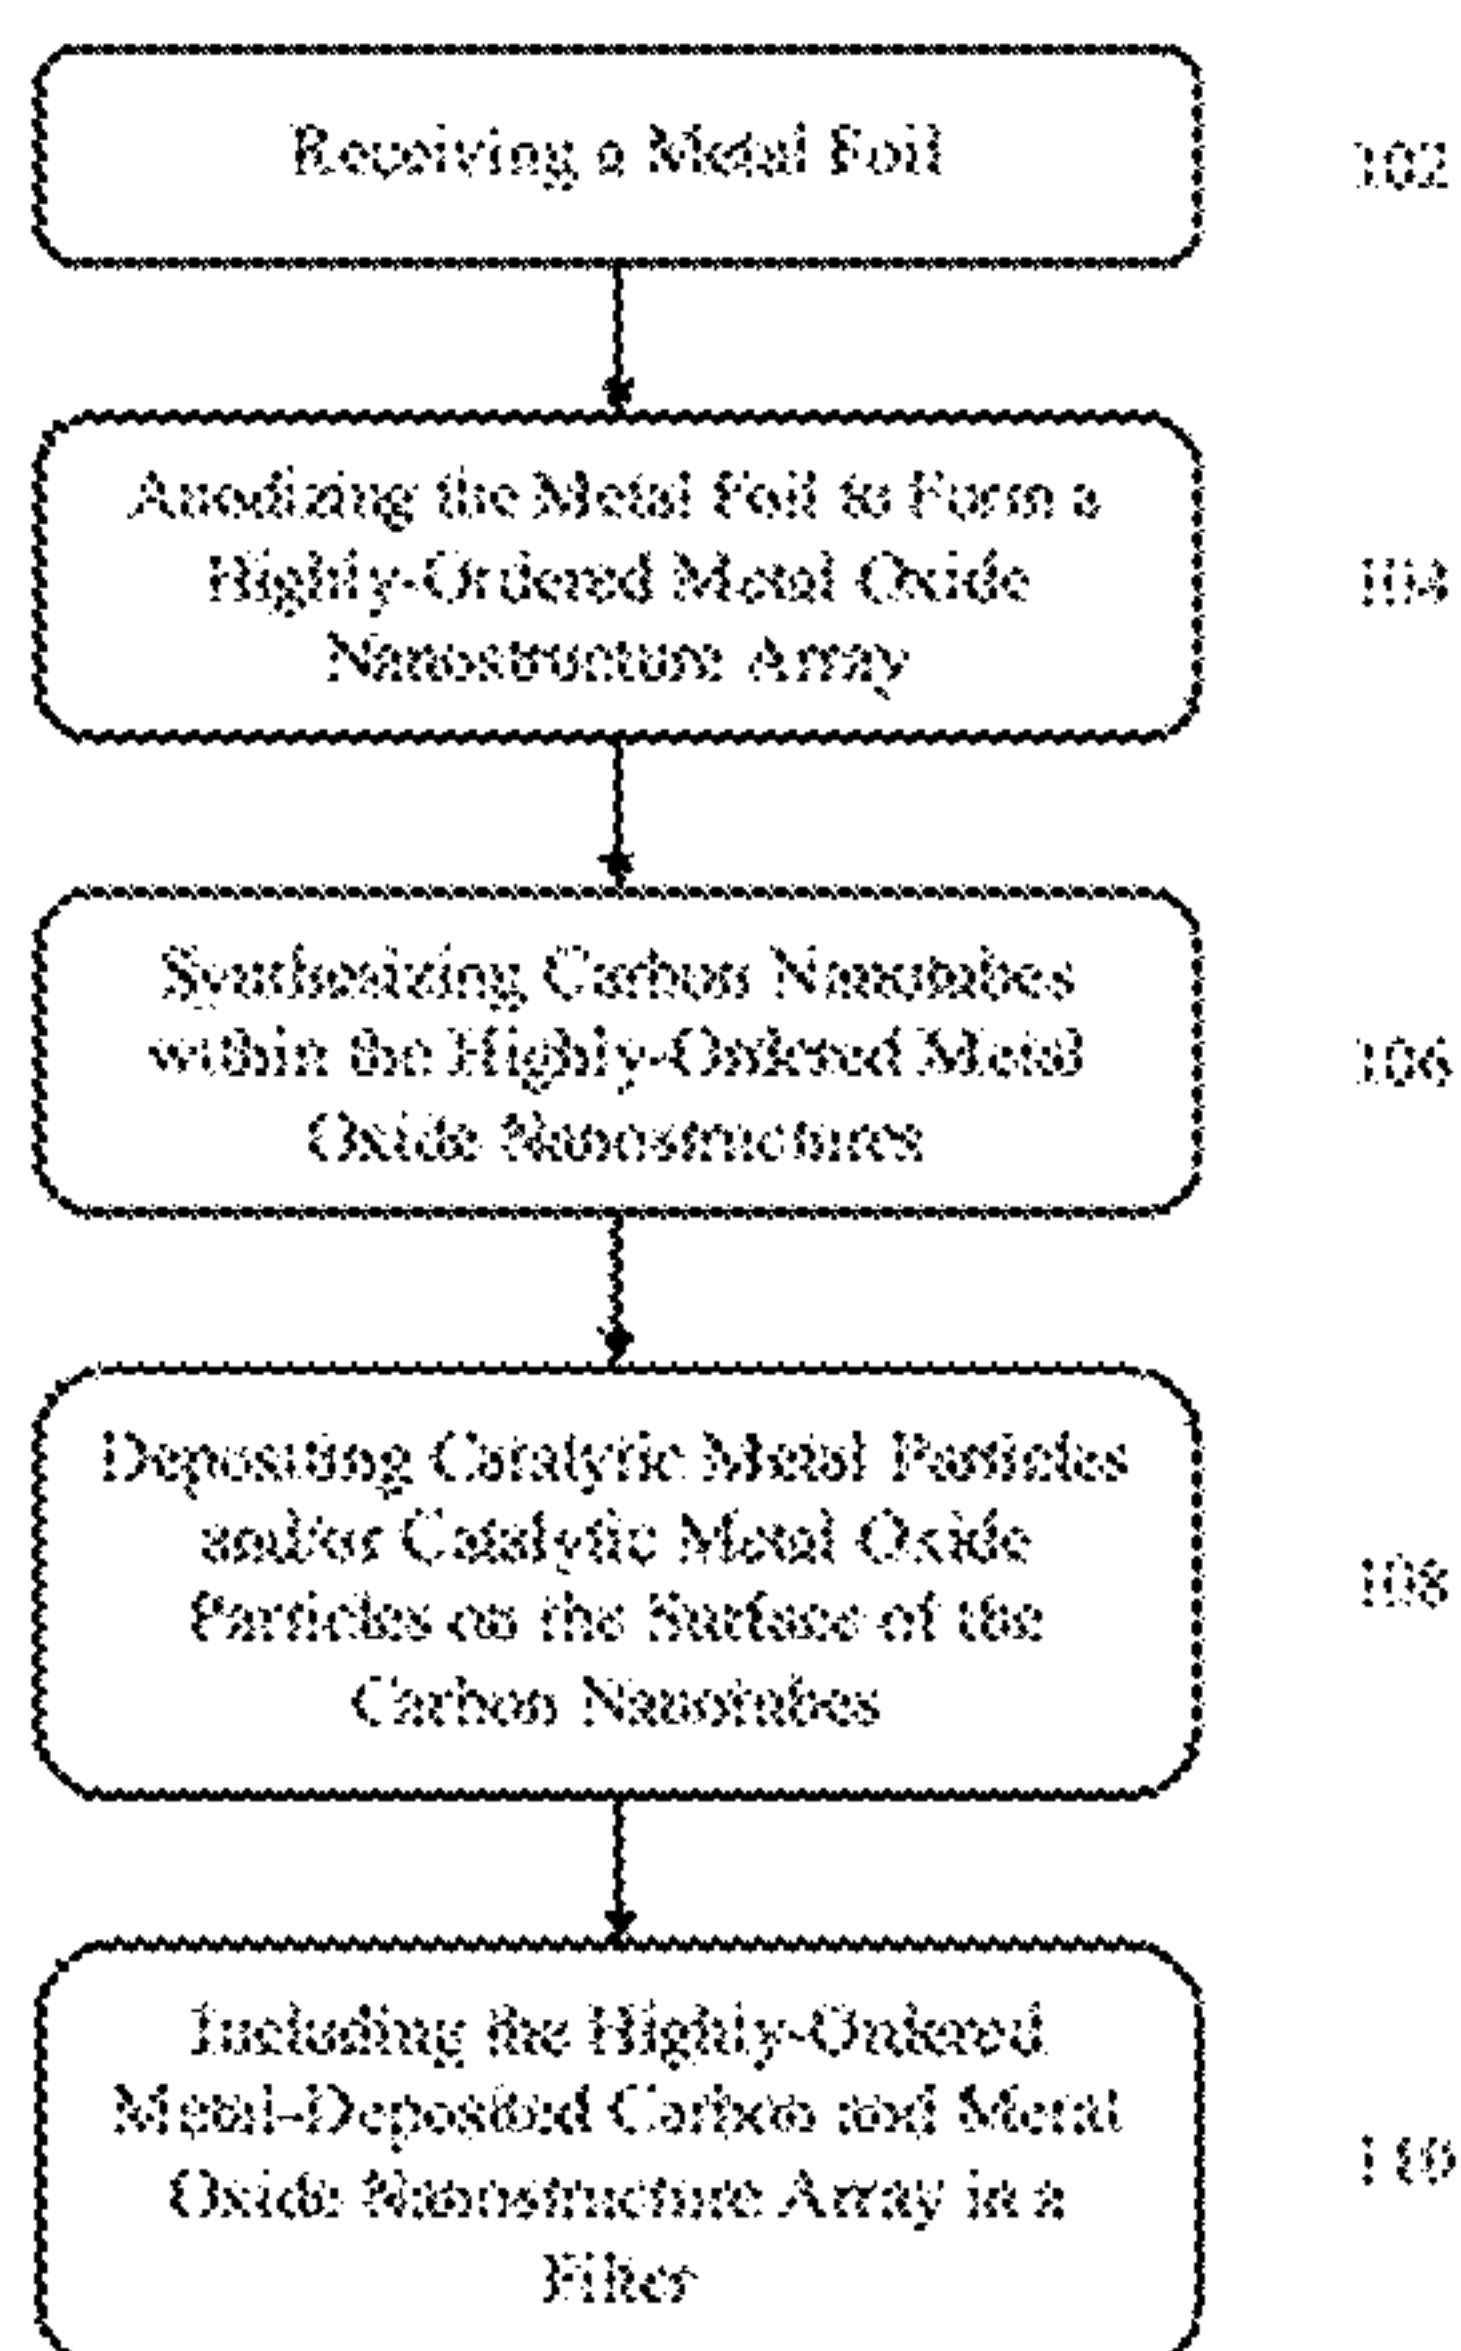 Receiving a Metal Foil
102
Anodizing the Metal Foil to Form a
Highly-Ordered Metal Oxide
Nanostructure Array
104
Synthesizing Carbon Nanotubes
within the Highly-Ordered Metal
Oxide Nanostructures
106
Depositing Catalytic Metal Particles
and/or Catalytic Metal Oxide
Particles on the Surface of the
Carbon Nanotubes
108
Including the Highly-Ordered
Metal-Deposited Carbon and Metal
Oxide Nanostructure Array in a
Filter
110